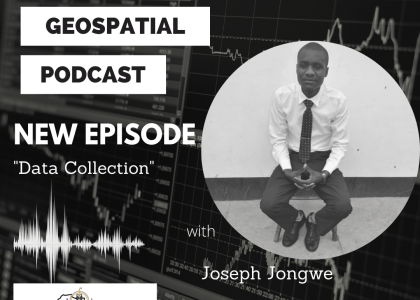 GEOSPATIAL
PODCAST
NEW EPISODE
"Data Collection"
with
Joseph Jongwe